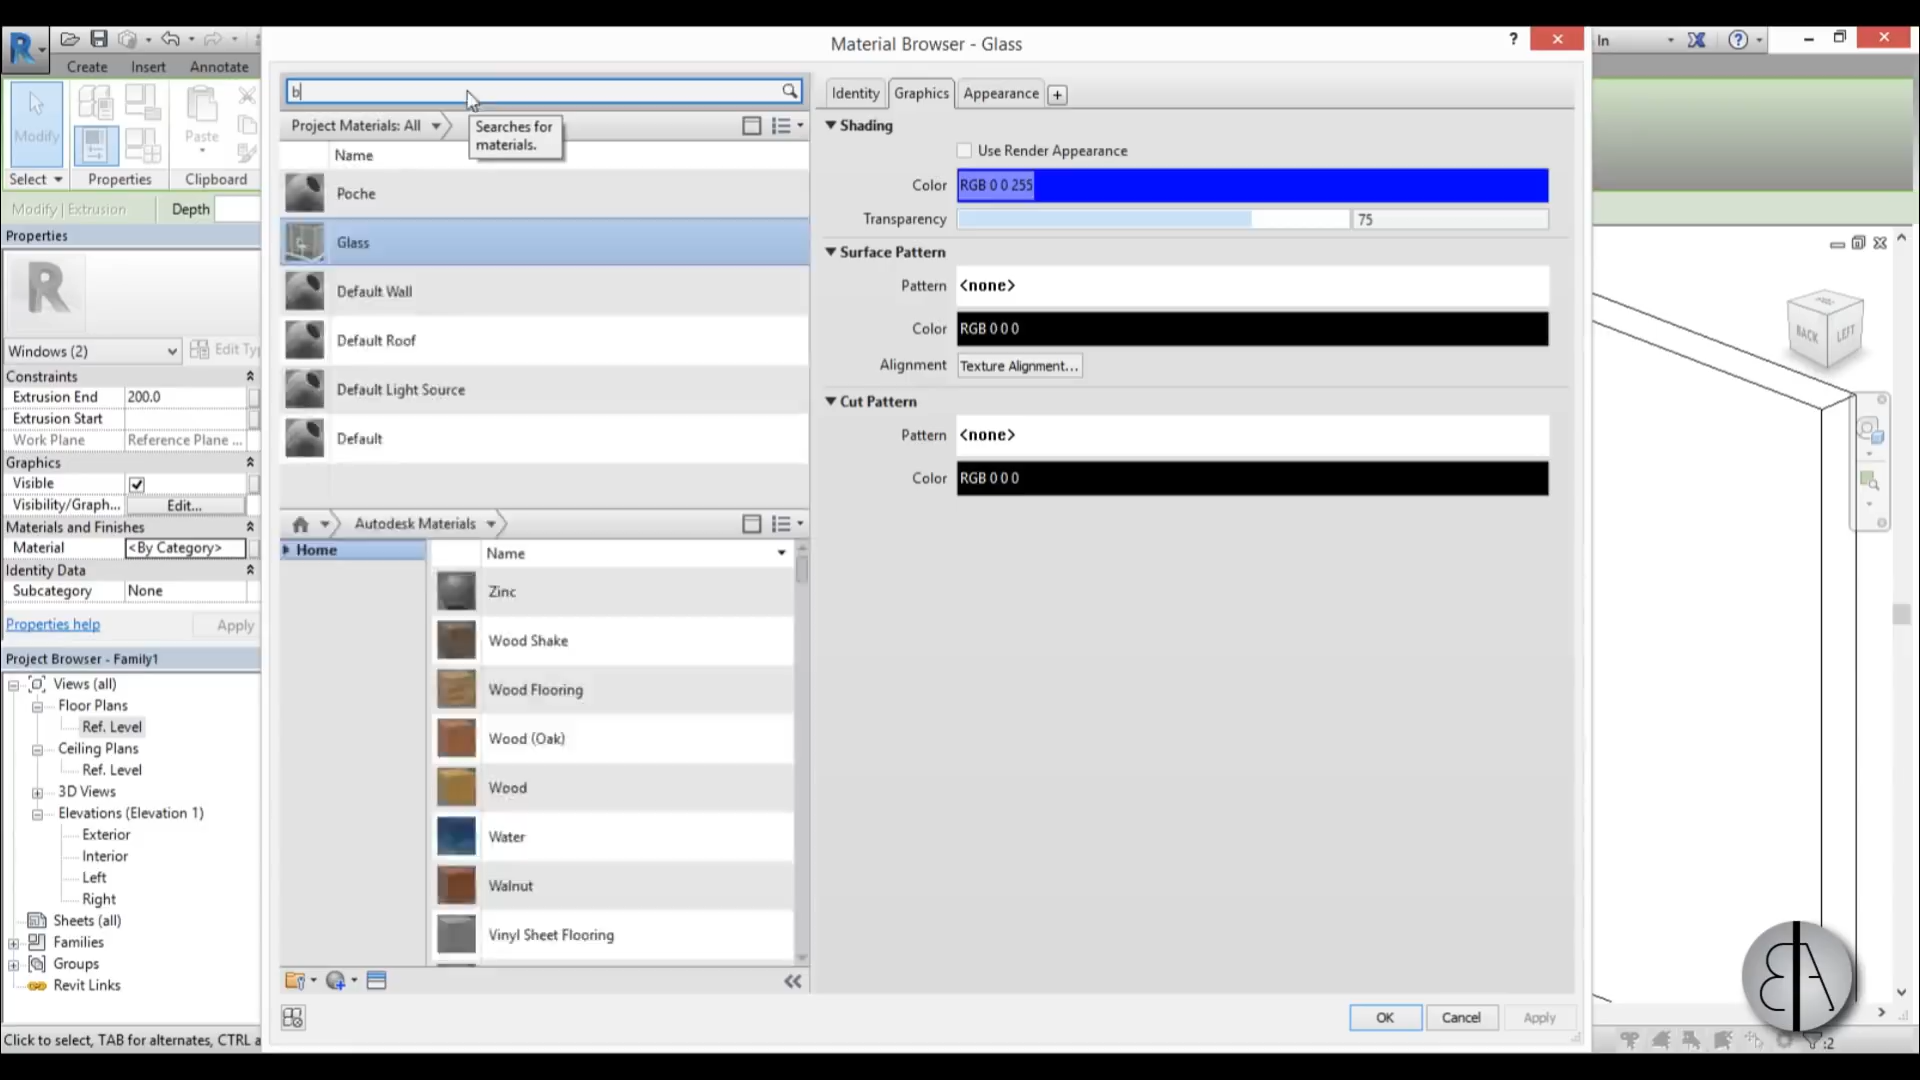 Material Browser - Glass
?
In
Create Insert Annotate
b
Identity Graphics Appearance +
Modify
Paste
Project Materials: All
Searches for
materials.
Shading
Name
Use Render Appearance
Select
Properties
Clipboard
Poche
Color RGB 0 0 255
Modify | Extrusion Depth
Transparency 75
Properties
Glass
Surface Pattern
Default Wall
Pattern <none>
Default Roof
Color RGB 0 0 0
Windows (2)
Edit Ty
Alignment Texture Alignment...
BACK LEFT
Constraints
Default Light Source
Extrusion End 200.0
Cut Pattern
Extrusion Start
Default
Pattern <none>
Work Plane Reference Plane ...
Graphics
Color RGB 0 0 0
Visible
Visibility/Graph... Edit...
Materials and Finishes
Autodesk Materials
Material <By Category>
Home
Name
Identity Data
Subcategory None
Zinc
Properties help
Apply
Wood Shake
Project Browser - Family1
Views (all)
Wood Flooring
Floor Plans
Ref. Level
Wood (Oak)
Ceiling Plans
Ref. Level
3D Views
Wood
Elevations (Elevation 1)
Exterior
Water
Interior
Left
Walnut
Right
Sheets (all)
Vinyl Sheet Flooring
Families
Groups
Revit Links
OK Cancel Apply
Click to select, TAB for alternates, CTRL a
:2